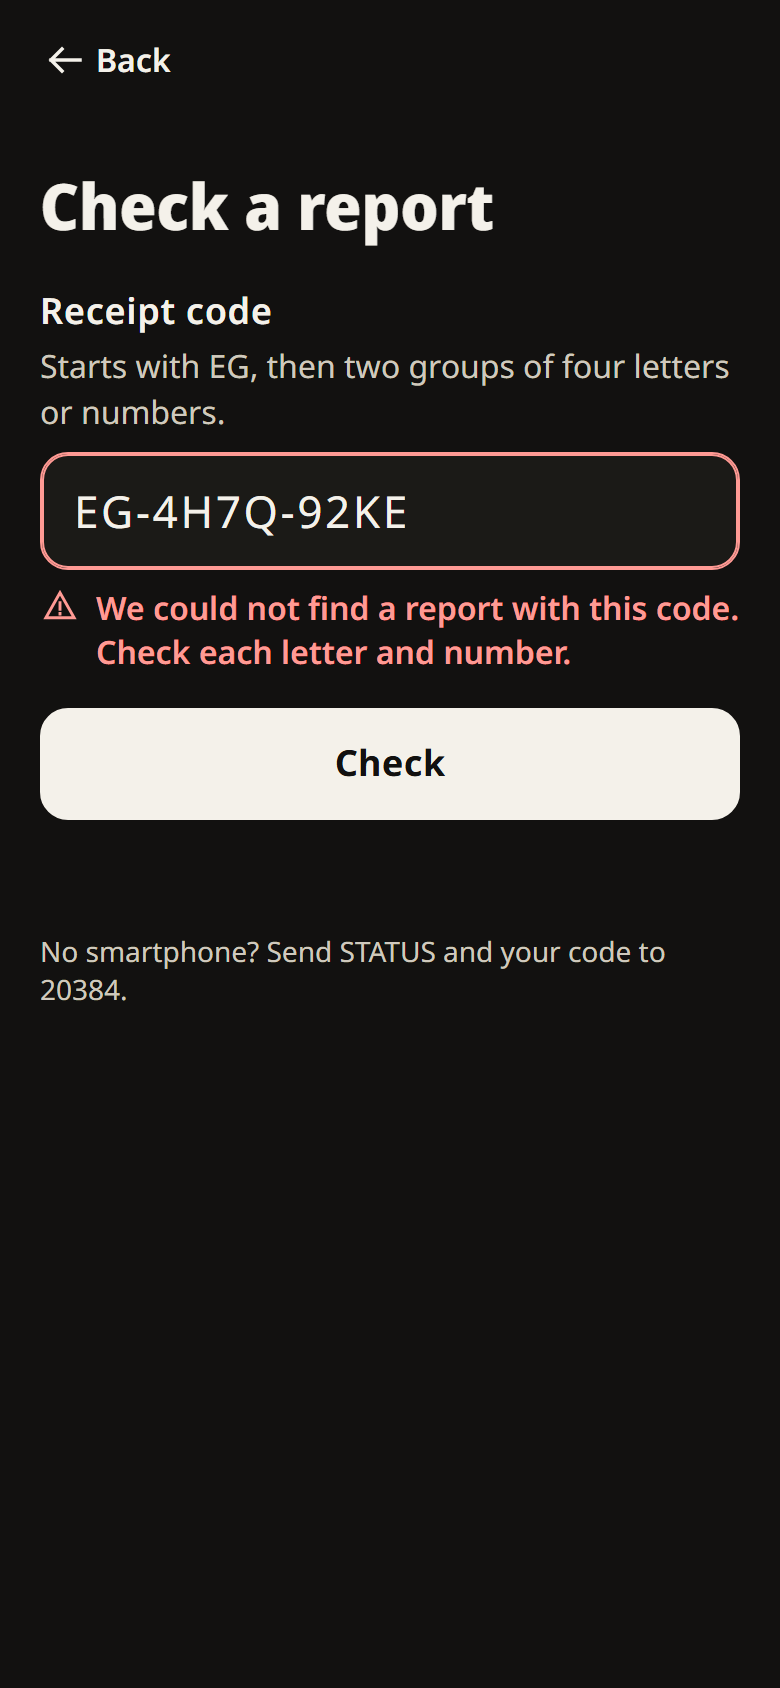 Back
Check a report
Receipt code
Starts with EG, then two groups of four letters
or numbers.
EG-4H7Q-92KE
We could not find a report with this code.
Check each letter and number.
Check
No smartphone? Send STATUS and your code to
20384.